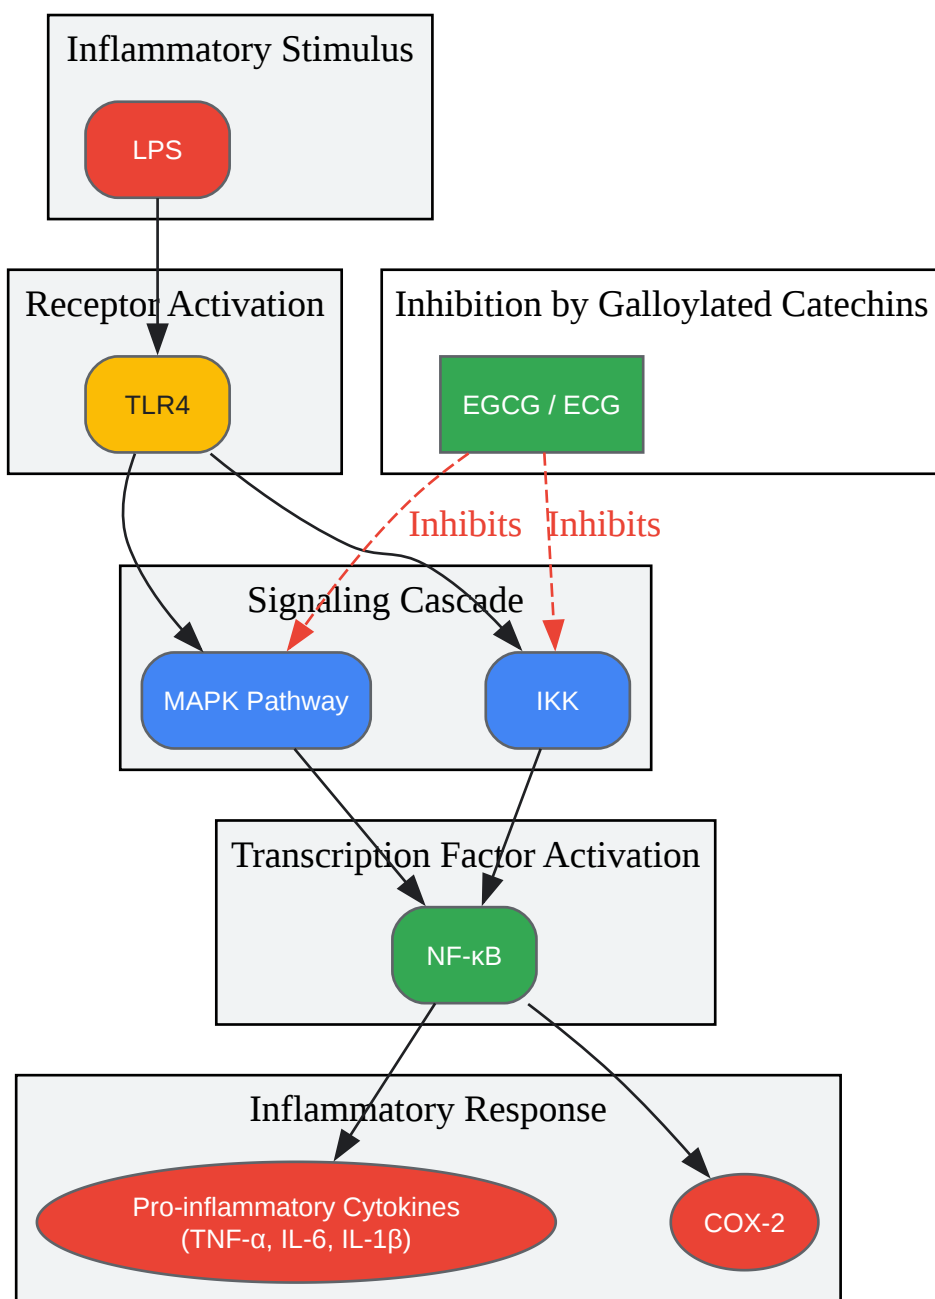 Inflammatory Stimulus
LPS
Receptor Activation
Inhibition by Galloylated Catechins
TLR4
EGCG / ECG
Inhibits
Inhibits
Signaling Cascade
MAPK Pathway
IKK
Transcription Factor Activation
NF-κB
Inflammatory Response
Pro-inflammatory Cytokines
(TNF-α, IL-6, IL-1β)
COX-2